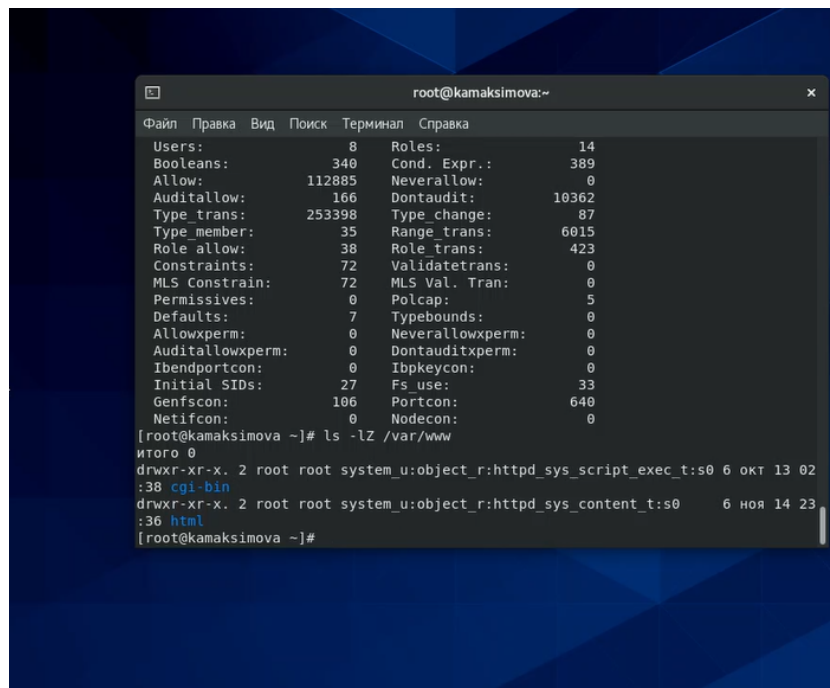 root@kamaksimova:~
Файл Правка Вид Поиск Терминал Справка
Users: 8 Roles: 14
Booleans: 340 Cond. Expr.: 389
Allow: 112885 Neverallow: 0
Auditallow: 166 Dontaudit: 10362
Type_trans: 253398 Type_change: 87
Type_member: 35 Range_trans: 6015
Role allow: 38 Role_trans: 423
Constraints: 72 Validatetrans: 0
MLS Constrain: 72 MLS Val. Tran: 0
Permissives: 0 Polcap: 5
Defaults: 7 Typebounds: 0
Allowxperm: 0 Neverallowxperm: 0
Auditallowxperm: 0 Dontauditxperm: 0
Ibendportcon: 0 Ibpkeycon: 0
Initial SIDs: 27 Fs_use: 33
Genfscon: 106 Portcon: 640
Netifcon: 0 Nodecon: 0
[root@kamaksimova ~]# ls -lZ /var/www
итого 0
drwxr-xr-x. 2 root root system_u:object_r:httpd_sys_script_exec_t:s0 6 окт 13 02
:38 cgi-bin
drwxr-xr-x. 2 root root system_u:object_r:httpd_sys_content_t:s0 6 ноя 14 23
:36 html
[root@kamaksimova ~]#